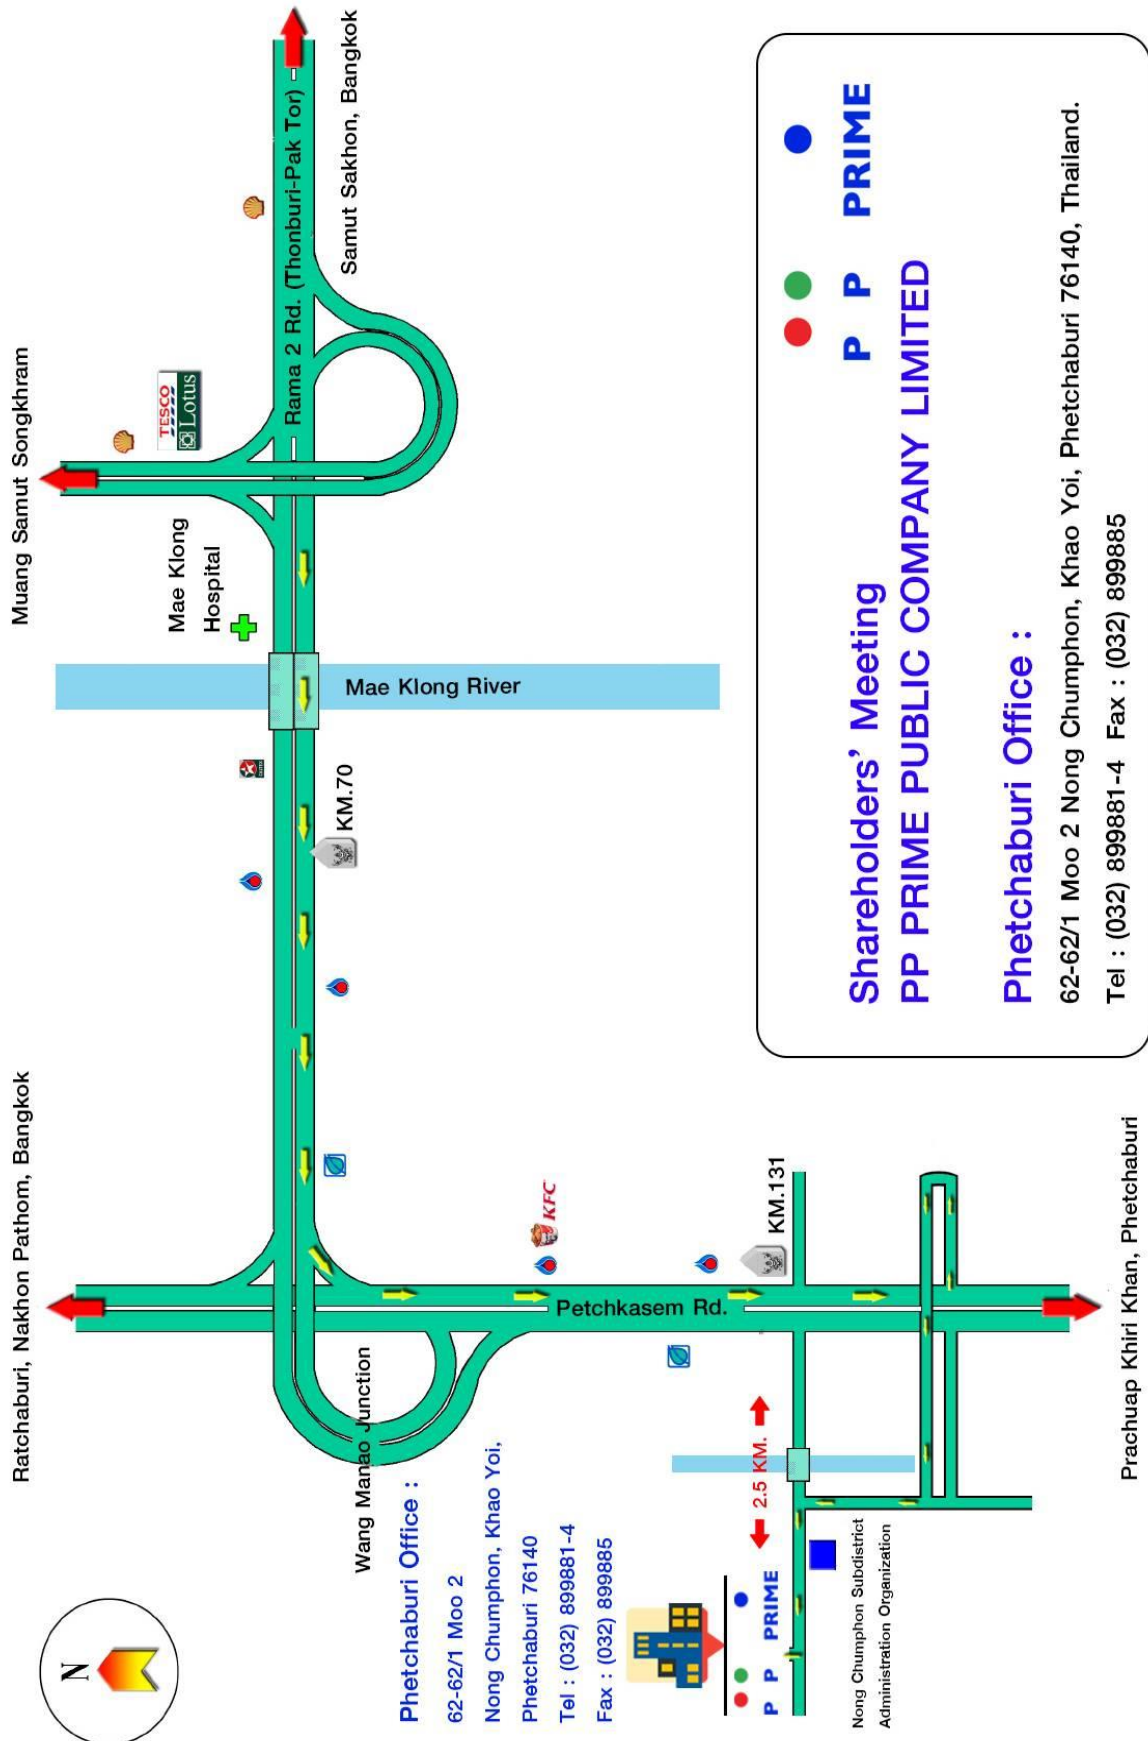 N
Ratchaburi, Nakhon Pathom, Bangkok
Muang Samut Songkhram
Mae Klong
Hospital
TESCO
Lotus
Rama 2 Rd. (Thonburi-Pak Tor)
Samut Sakhon, Bangkok
Mae Klong River
KM.70
Wang Manao Junction
KFC
Petchkasem Rd.
KM.131
Phetchaburi Office :
62-62/1 Moo 2
Nong Chumphon, Khao Yoi,
Phetchaburi 76140
Tel : (032) 899881-4
Fax : (032) 899885
P P PRIME
2.5 KM.
Nong Chumphon Subdistrict
Administration Organization
Prachuap Khiri Khan, Phetchaburi
P P PRIME
Shareholders' Meeting
PP PRIME PUBLIC COMPANY LIMITED
Phetchaburi Office :
62-62/1 Moo 2 Nong Chumphon, Khao Yoi, Phetchaburi 76140, Thailand.
Tel : (032) 899881-4 Fax : (032) 899885